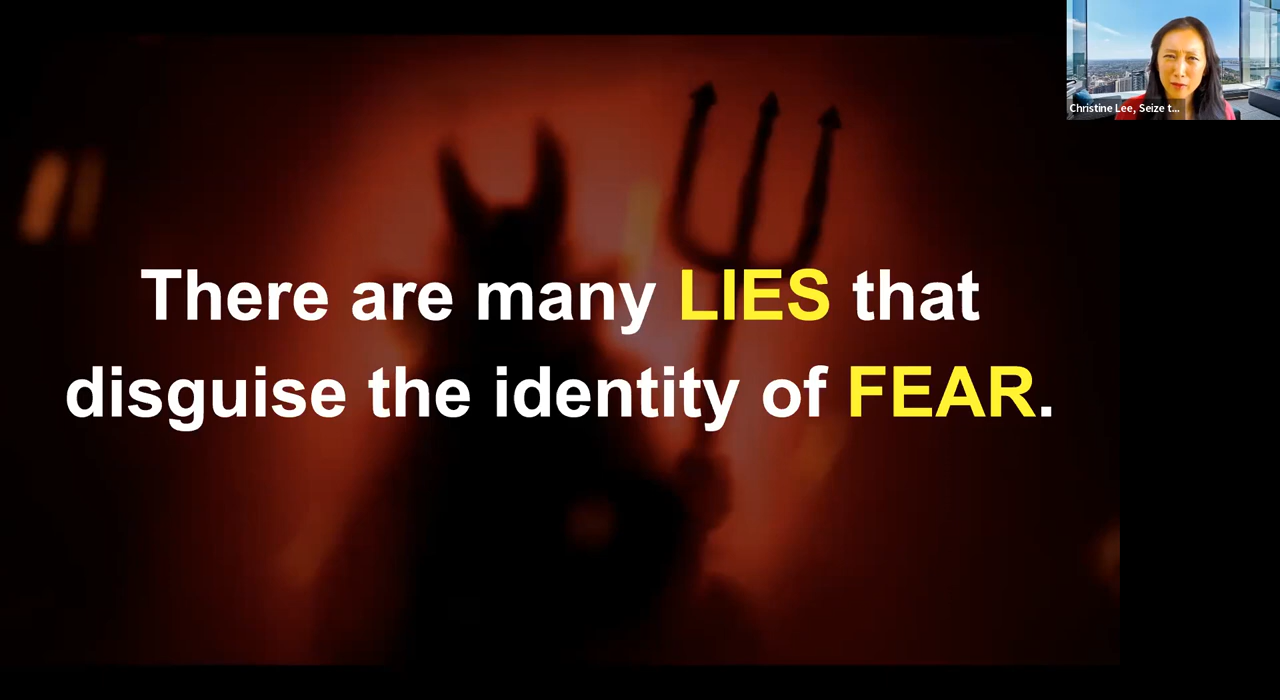 There are many LIES that
disguise the identity of FEAR.
Christine Lee, Seize t...